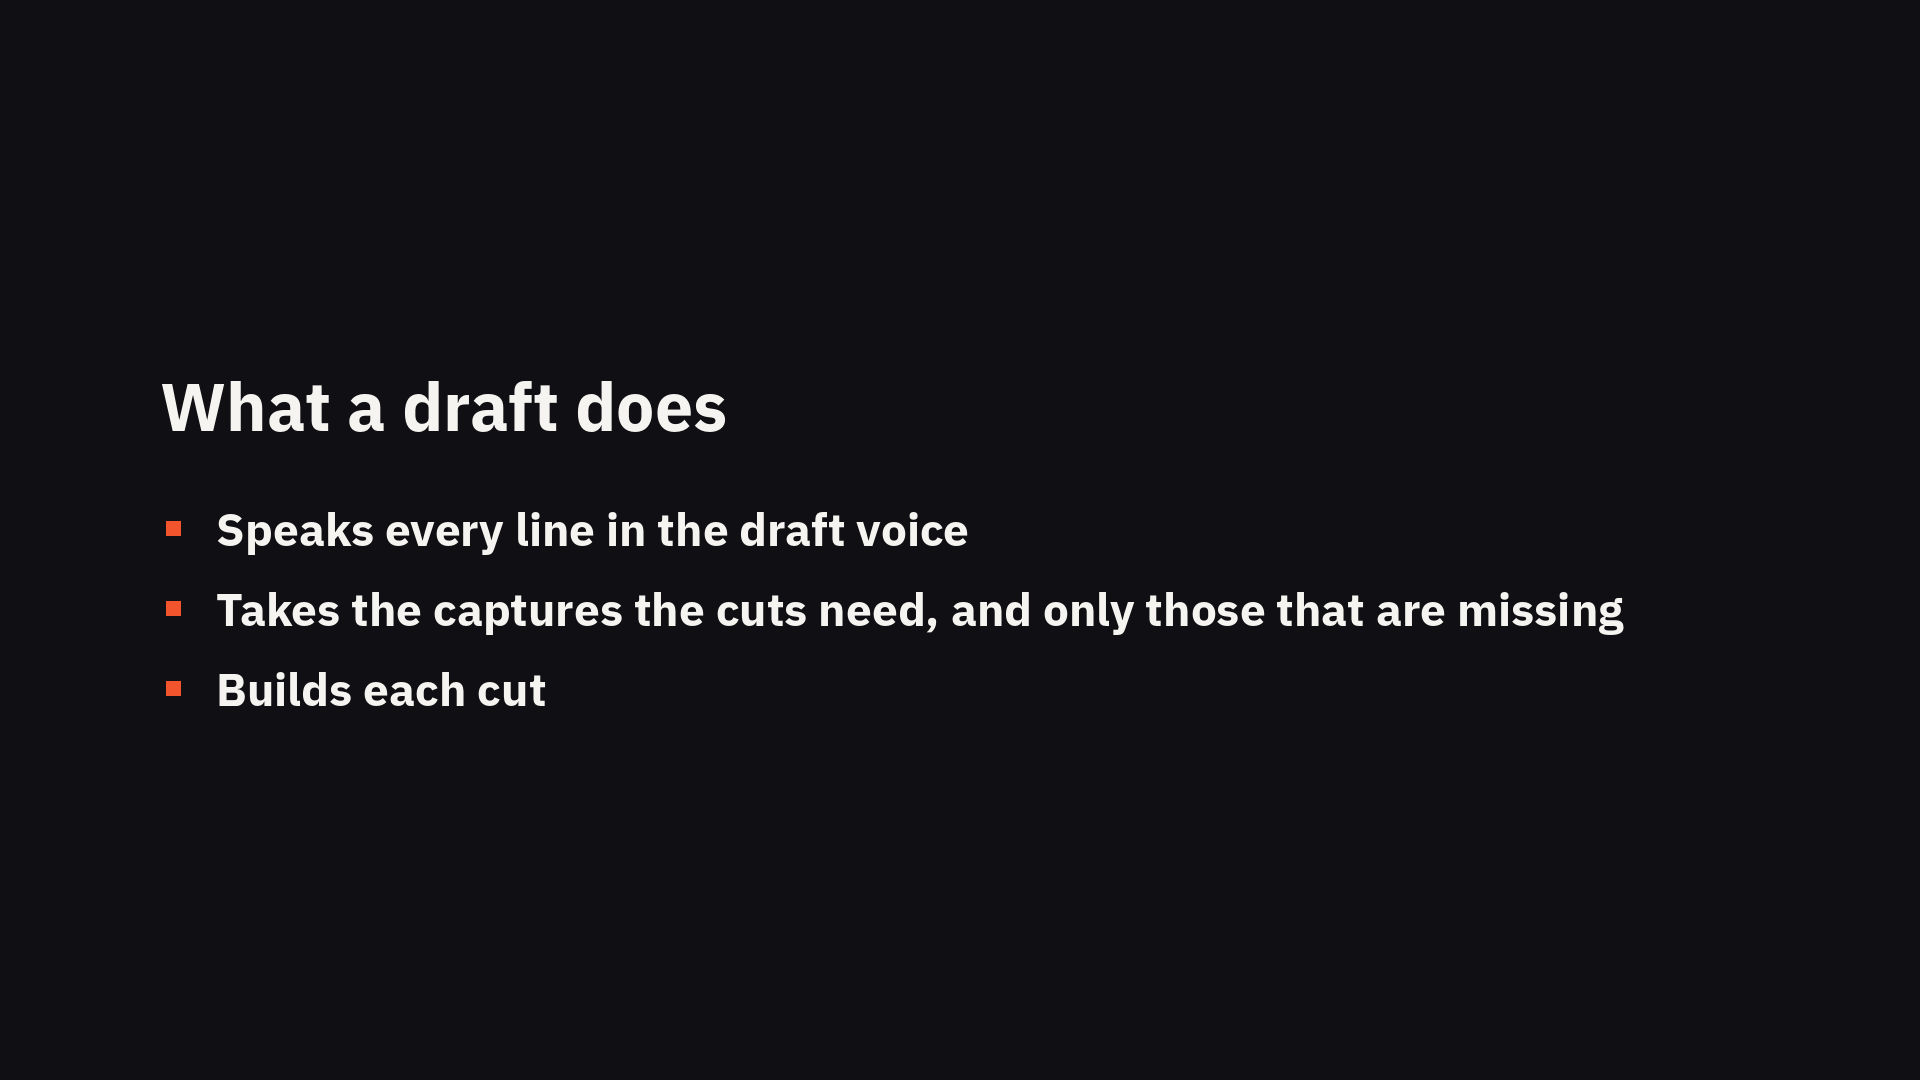 What a draft does
Speaks every line in the draft voice
Takes the captures the cuts need, and only those that are missing
Builds each cut